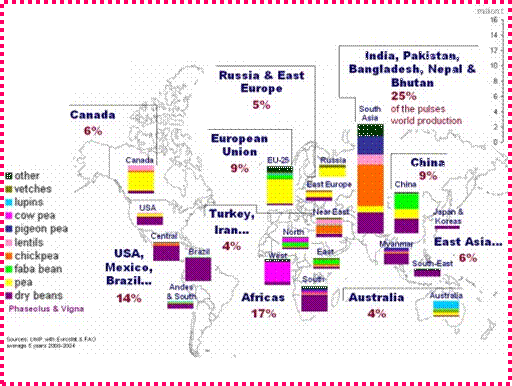 mio t
16
14
12
10
8
6
4
2
0
India, Pakistan,
Bangladesh, Nepal &
Bhutan
25%
of the pulses
world production
South
Asia
Russia & East
Europe
5%
Canada
6%
European
Union
9%
China
9%
Canada
EU-25
Russia
East Europe
China
other
vetches
lupins
cow pea
pigeon pea
lentils
chickpea
faba bean
pea
dry beans
Phaseolus & Vigna
USA
Turkey,
Iran...
4%
Near East
Japan &
Koreas
Central
North
Myanmar
East Asia...
6%
USA,
Mexico,
Brazil...
14%
Brazil
West
East
South-East
Andes
& South
South
Africas
17%
Australia
4%
Australia
Sources: UNIP with Eurostat & FAO
average 5 years 2000-2004